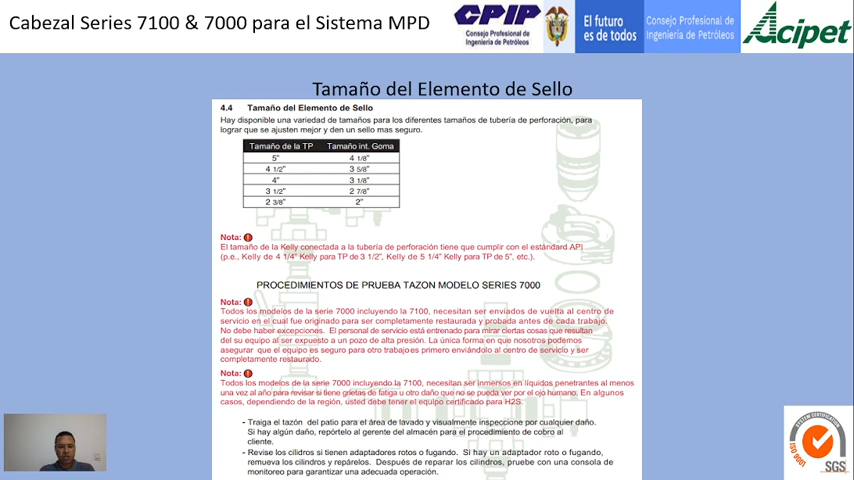 Cabezal Series 7100 & 7000 para el Sistema MPD
CPIP
Consejo Profesional de
Ingeniería de Petróleos
El futuro
es de todos
Consejo Profesional de
Ingeniería de Petróleos
Acipet
Tamaño del Elemento de Sello
4.4 Tamaño del Elemento de Sello
Hay disponible una variedad de tamaños para los diferentes tamaños de tubería de perforación, para
lograr que se ajusten mejor y den un sello mas seguro.
Tamaño de la TP Tamaño int. Goma
5" 4 1/8"
4 1/2" 3 5/8"
4" 3 1/8"
3 1/2" 2 7/8"
2 3/8" 2"
Nota:
El tamaño de la Kelly conectada a la tubería de perforación tiene que cumplir con el estándar API
(p.e., Kelly de 4 1/4" Kelly para TP de 3 1/2", Kelly de 5 1/4" Kelly para TP de 5", etc.).
PROCEDIMIENTOS DE PRUEBA TAZON MODELO SERIES 7000
Nota:
Todos los modelos de la serie 7000 incluyendo la 7100, necesitan ser enviados de vuelta al centro de
servicio en el cual fue originado para ser completamente restaurada y probada antes de cada trabajo.
No debe haber excepciones. El personal de servicio está entrenado para mirar ciertas cosas que resultan
del su equipo al ser expuesto a un pozo de alta presión. La única forma en que nosotros podemos
asegurar que el equipo es seguro para otro trabajo es primero enviándolo al centro de servicio y ser
completamente restaurado.
Nota:
Todos los modelos de la serie 7000 incluyendo la 7100, necesitan ser inmersos en líquidos penetrantes al menos
una vez al año para revisar si tiene grietas de fatiga u otro daño que no se pueda ver por el ojo humano. En algunos
casos, dependiendo de la región, usted debe tener el equipo certificado para H2S.
- Traiga el tazón del patio para el área de lavado y visualmente inspeccione por cualquier daño.
Si hay algún daño, repórtelo al gerente del almacén para el procedimiento de cobro al
cliente.
- Revise los cilidros si tienen adaptadores rotos o fugando. Si hay un adaptador roto o fugando,
remueva los cilindros y repárelos. Después de reparar los cilindros, pruebe con una consola de
monitoreo para garantizar una adecuada operación.
SYSTEM CERTIFICATION
ISO 9001
SGS